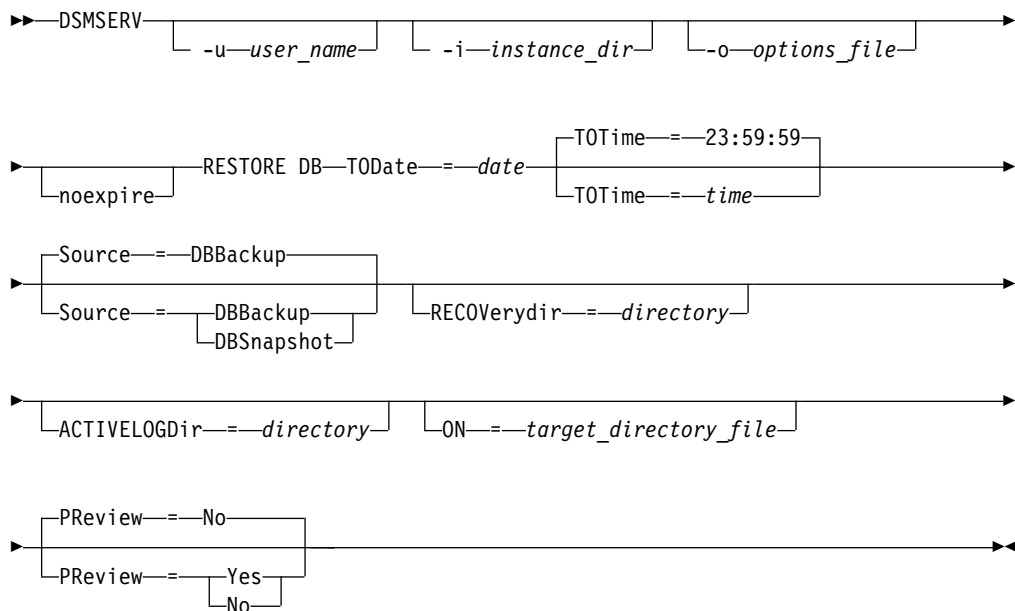 DSMSERV
-u user_name -i instance_dir -o options_file
TOTime = 23:59:59
RESTORE DB TODate = date
noexpire TOTime = time
Source = DBBackup
Source = DBBackup RECOVerydir = directory
DBSnapshot
ACTIVELOGDir = directory ON = target_directory_file
PReview = No
PReview = Yes
No